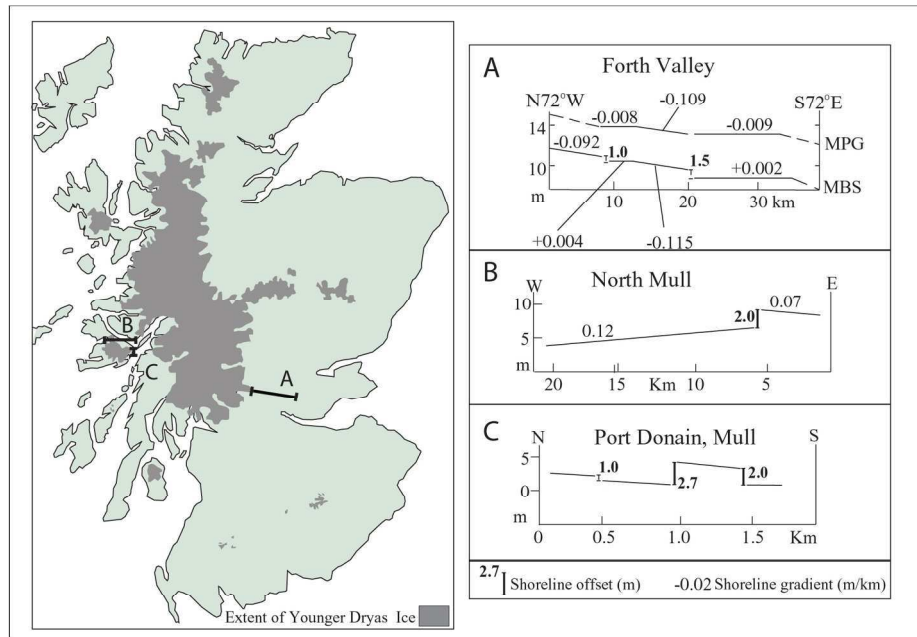 B
C
A
Extent of Younger Dryas Ice
A
Forth Valley
N72°W
S72°E
-0.008
-0.109
-0.009
14
MPG
-0.092
1.0
1.5
10
+0.002
m
MBS
10
20
30 km
+0.004
-0.115
B
North Mull
W
E
10
0.07
2.0
0.12
5
m
20
15
Km
10
5
C
Port Donain, Mull
N
S
5
1.0
2.0
0
2.7
m
0
0.5
1.0
1.5
Km
2.7
Shoreline offset (m)
-0.02 Shoreline gradient (m/km)